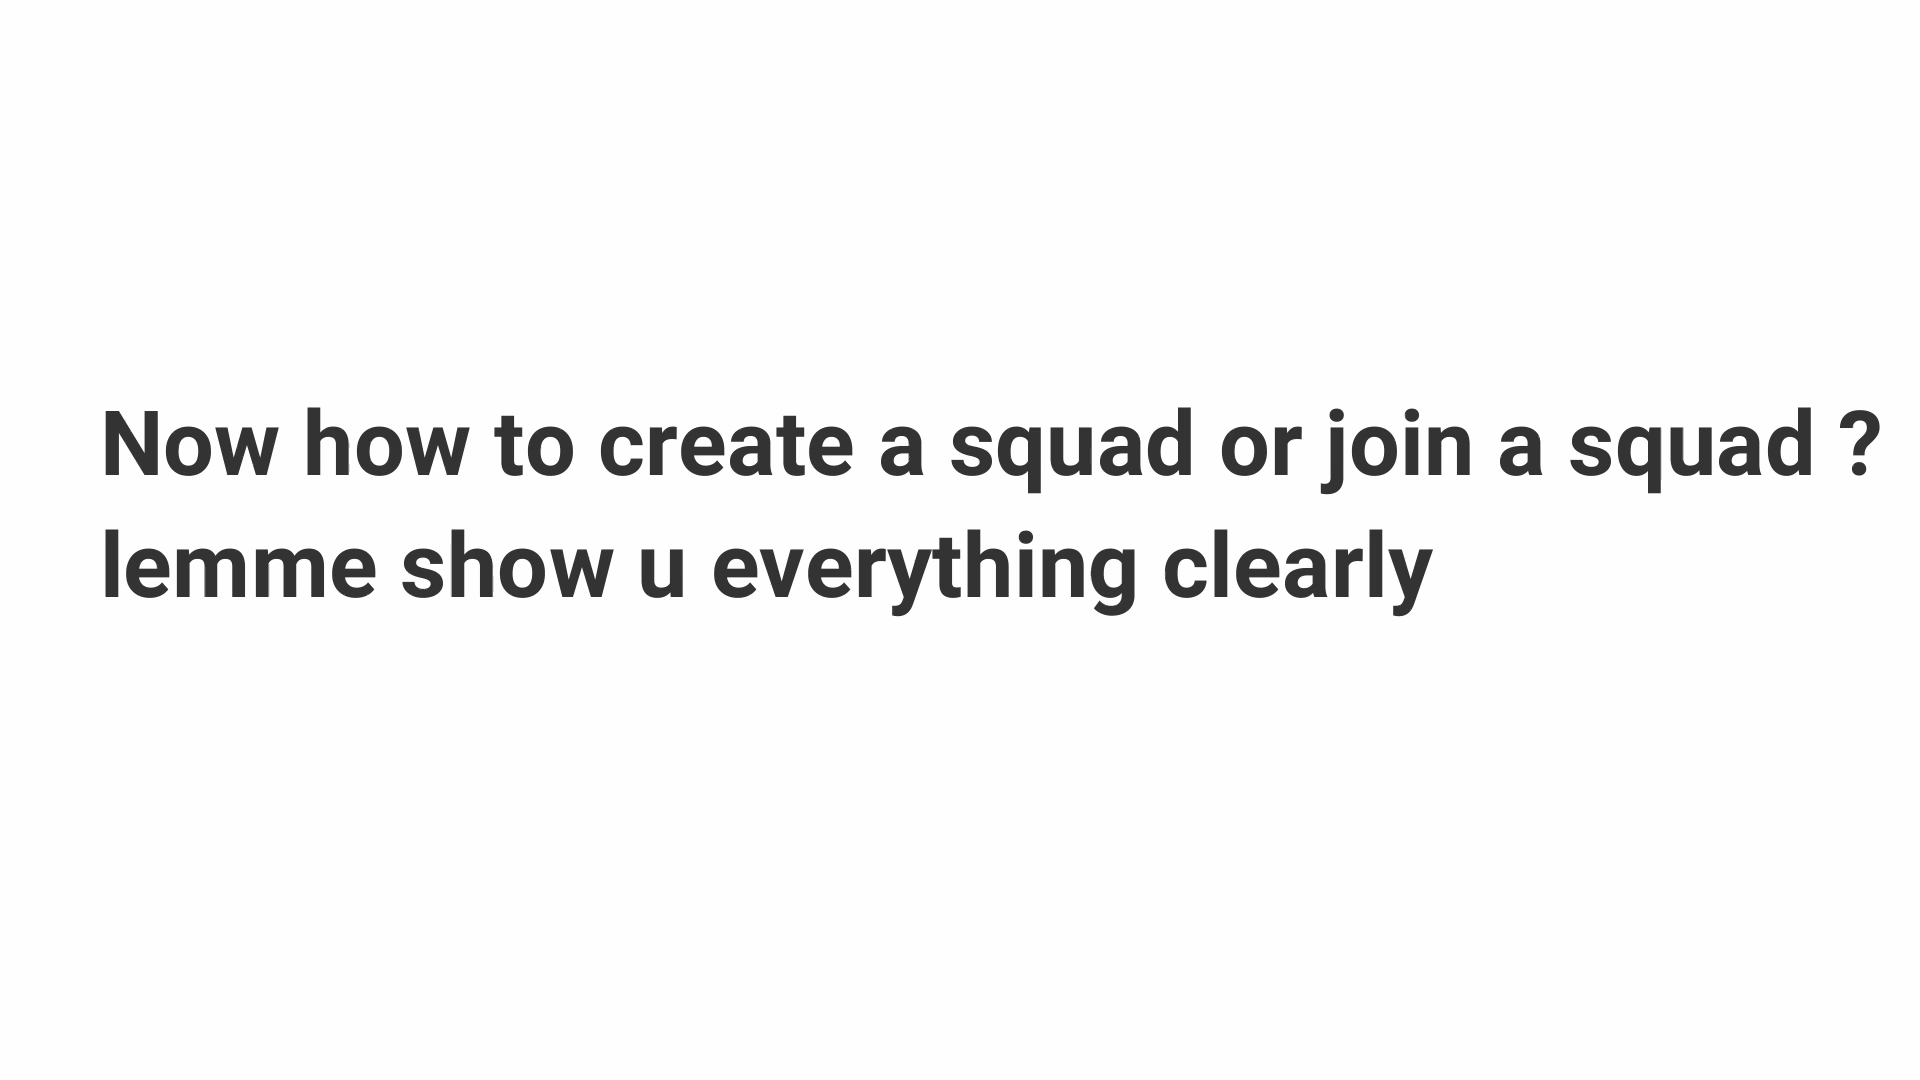 Now how to create a squad or join a squad ?
lemme show u everything clearly